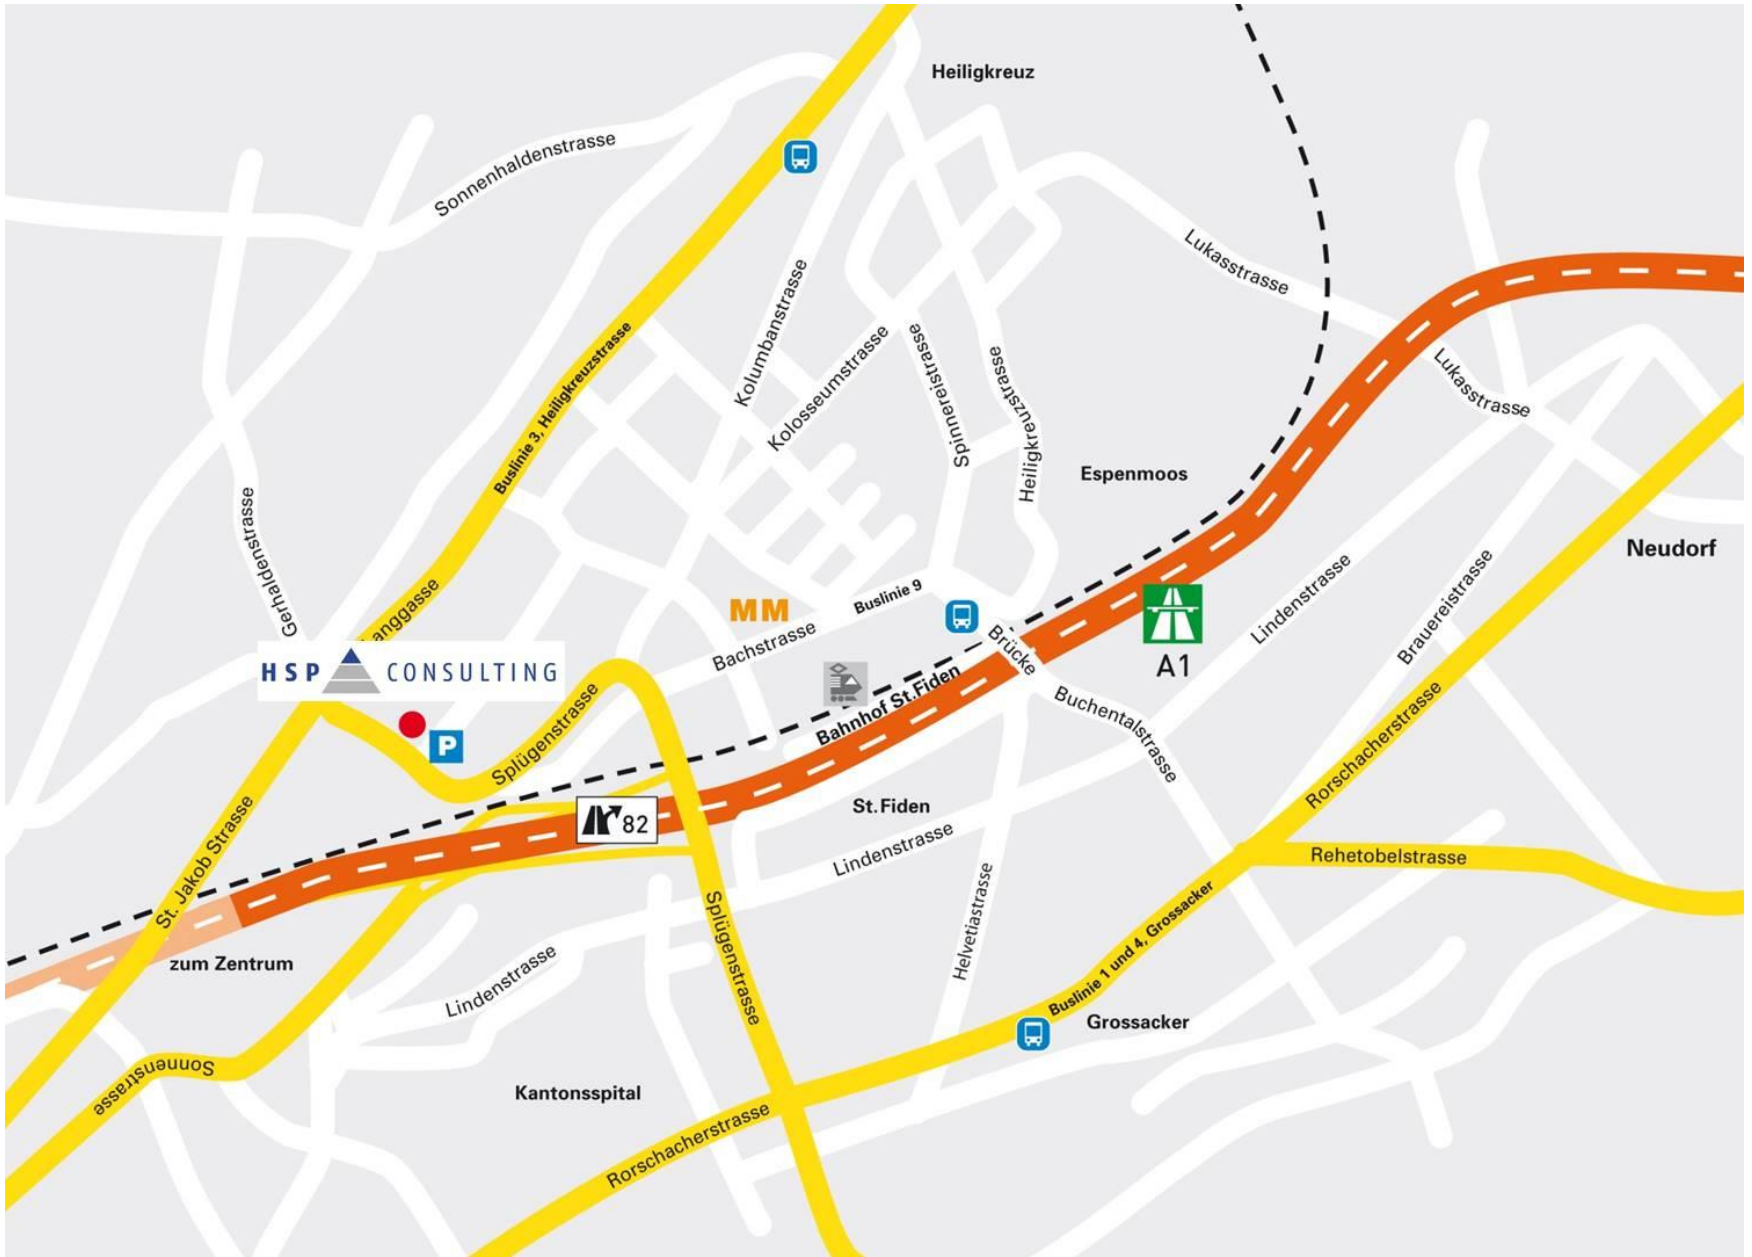 Heiligkreuz
Sonnenhaldenstrasse
Lukasstrasse
Kolumbanstrasse
Buslinie 3, Heiligkreuzstrasse
Kolosseumstrasse
Spinnereistrasse
Heiligkreuzstrasse
Lukasstrasse
Espenmoos
Neudorf
Gerhaldenstrasse
Langgasse
MM
Buslinie 9
Bachstrasse
Brücke
A1
Lindenstrasse
Brauereistrasse
HSP CONSULTING
P
Splügenstrasse
Bahnhof St.Fiden
Buchentalstrasse
Rorschacherstrasse
82
St.Fiden
St. Jakob Strasse
Lindenstrasse
Rehetobelstrasse
Splügenstrasse
Helvetiastrasse
zum Zentrum
Lindenstrasse
Buslinie 1 und 4, Grossacker
Grossacker
Sonnenstrasse
Kantonsspital
Rorschacherstrasse